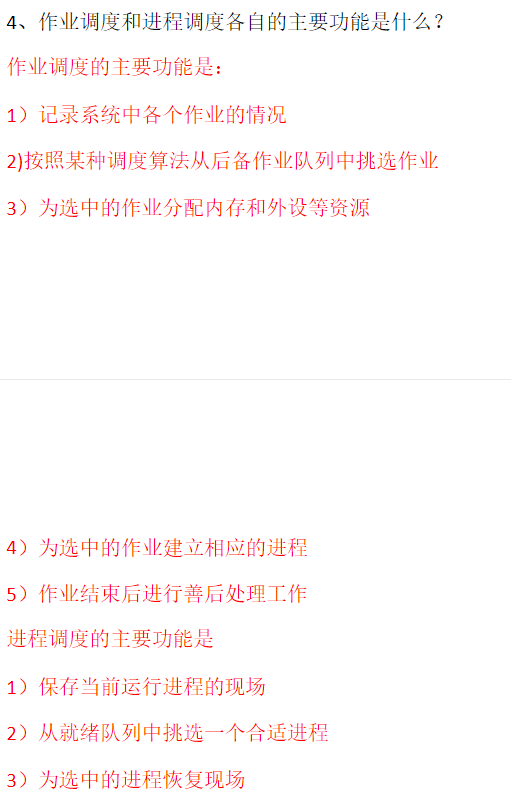 4、作业调度和进程调度各自的主要功能是什么？
作业调度的主要功能是：
1）记录系统中各个作业的情况
2)按照某种调度算法从后备作业队列中挑选作业
3）为选中的作业分配内存和外设等资源
4）为选中的作业建立相应的进程
5）作业结束后进行善后处理工作
进程调度的主要功能是
1）保存当前运行进程的现场
2）从就绪队列中挑选一个合适进程
3）为选中的进程恢复现场